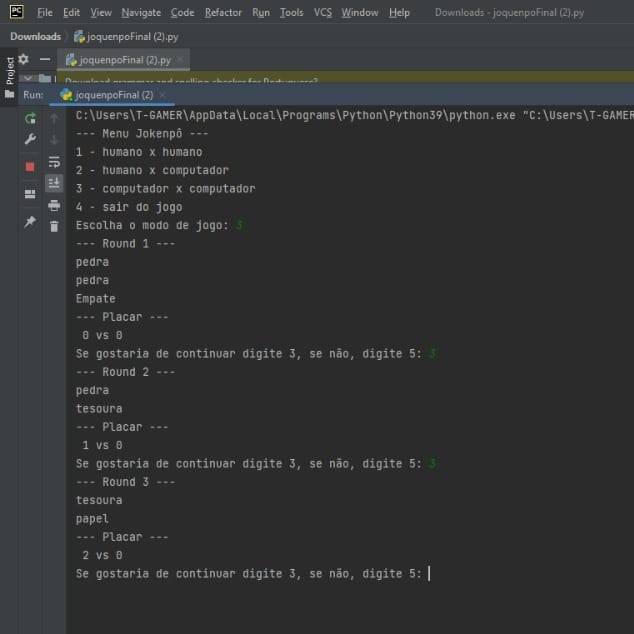 PC File Edit View Navigate Code Refactor Run Tools VCS Window Help Downloads - joquenpoFinal (2).py
Downloads joquenpoFinal (2).py
Project
joquenpoFinal (2).py
Download grammar and spelling checker for Portuguese?
Run: joquenpoFinal (2)
C:\Users\T-GAMER\AppData\Local\Programs\Python\Python39\python.exe "C:\Users\T-GAMER
--- Menu Jokenpô ---
1 - humano x humano
2 - humano x computador
3 - computador x computador
4 - sair do jogo
Escolha o modo de jogo: 3
--- Round 1 ---
pedra
pedra
Empate
--- Placar ---
0 vs 0
Se gostaria de continuar digite 3, se não, digite 5: 3
--- Round 2 ---
pedra
tesoura
--- Placar ---
1 vs 0
Se gostaria de continuar digite 3, se não, digite 5: 3
--- Round 3 ---
tesoura
papel
--- Placar ---
2 vs 0
Se gostaria de continuar digite 3, se não, digite 5: